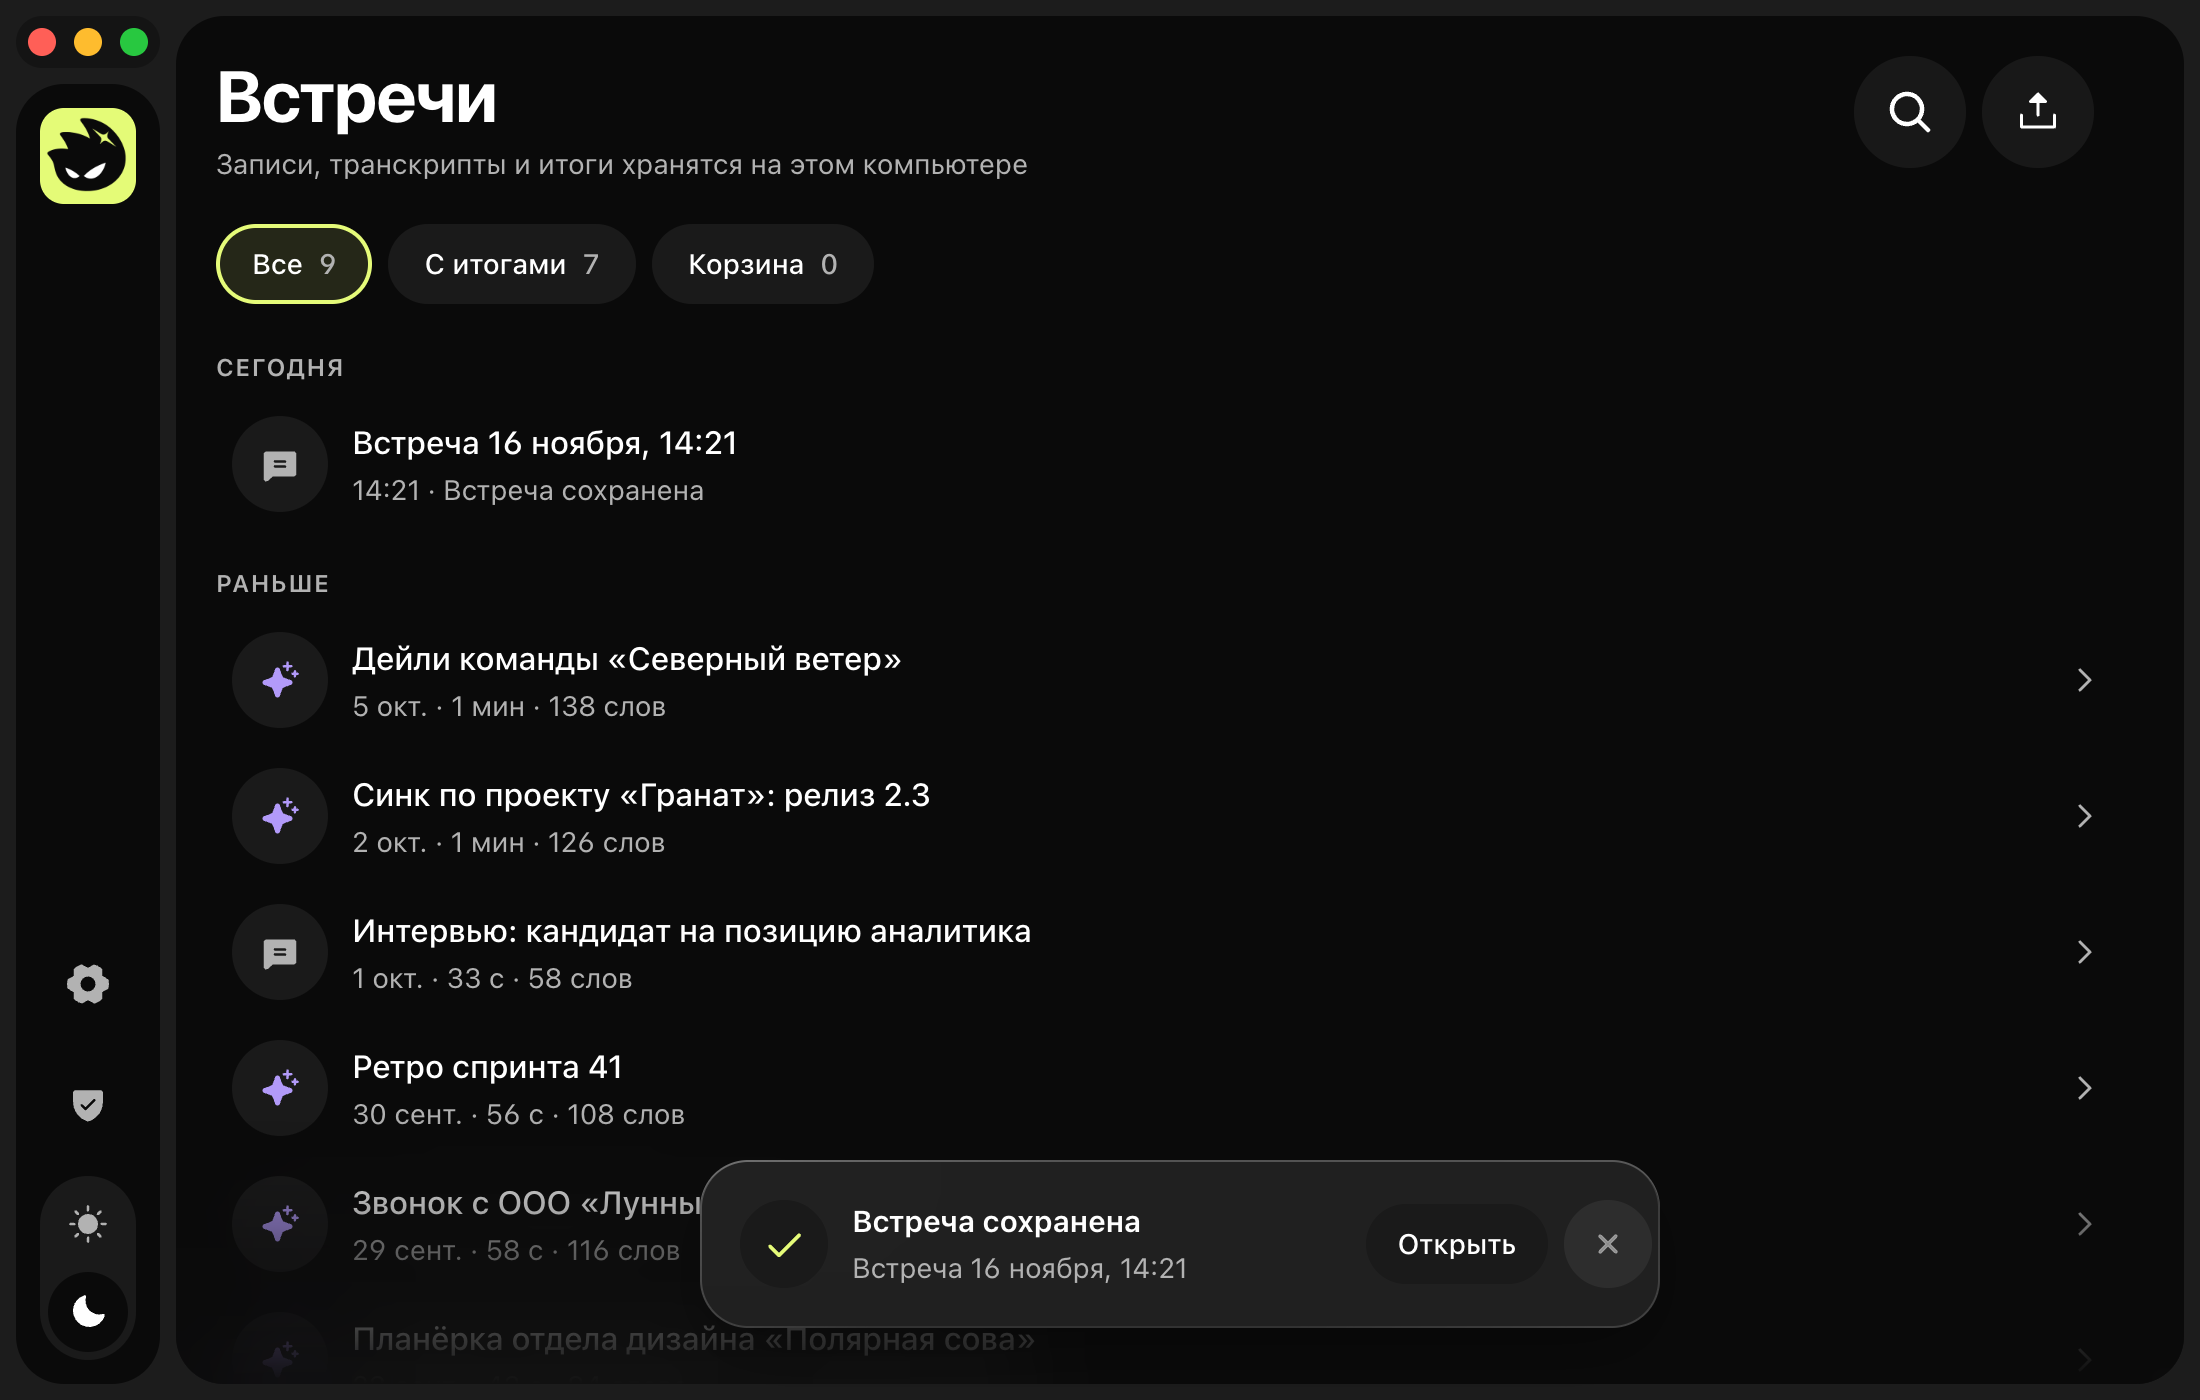 Встречи
Записи, транскрипты и итоги хранятся на этом компьютере
Все 9
С итогами 7
Корзина 0
СЕГОДНЯ
Встреча 16 ноября, 14:21
14:21 · Встреча сохранена
РАНЬШЕ
Дейли команды «Северный ветер»
5 окт. · 1 мин · 138 слов
Синк по проекту «Гранат»: релиз 2.3
2 окт. · 1 мин · 126 слов
Интервью: кандидат на позицию аналитика
1 окт. · 33 с · 58 слов
Ретро спринта 41
30 сент. · 56 с · 108 слов
Звонок с ООО
29 сент. · 58 с · 116 слов
Встреча сохранена
Встреча 16 ноября, 14:21
Открыть
Планёрка отдела дизайна «Полярная сова»